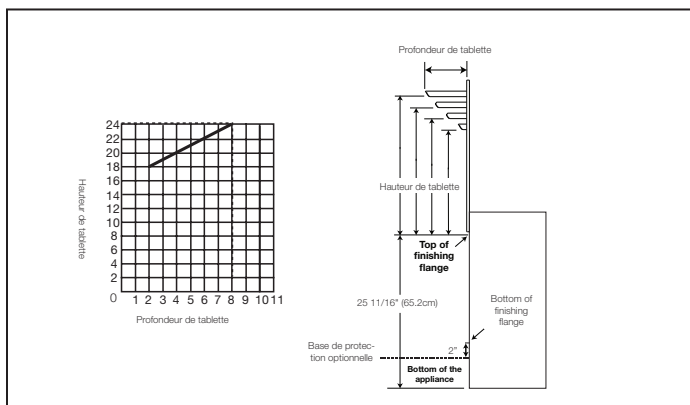 24
22
20
18
16
14
12
10
8
6
4
2
0
1 2 3 4 5 6 7 8 9 10 11
Hauteur de tablette
Profondeur de tablette
Profondeur de tablette
Hauteur de tablette
Top of
finishing
flange
25 11/16" (65.2cm)
Bottom of
finishing
flange
Base de protec-
tion optionnelle
2"
Bottom of the
appliance